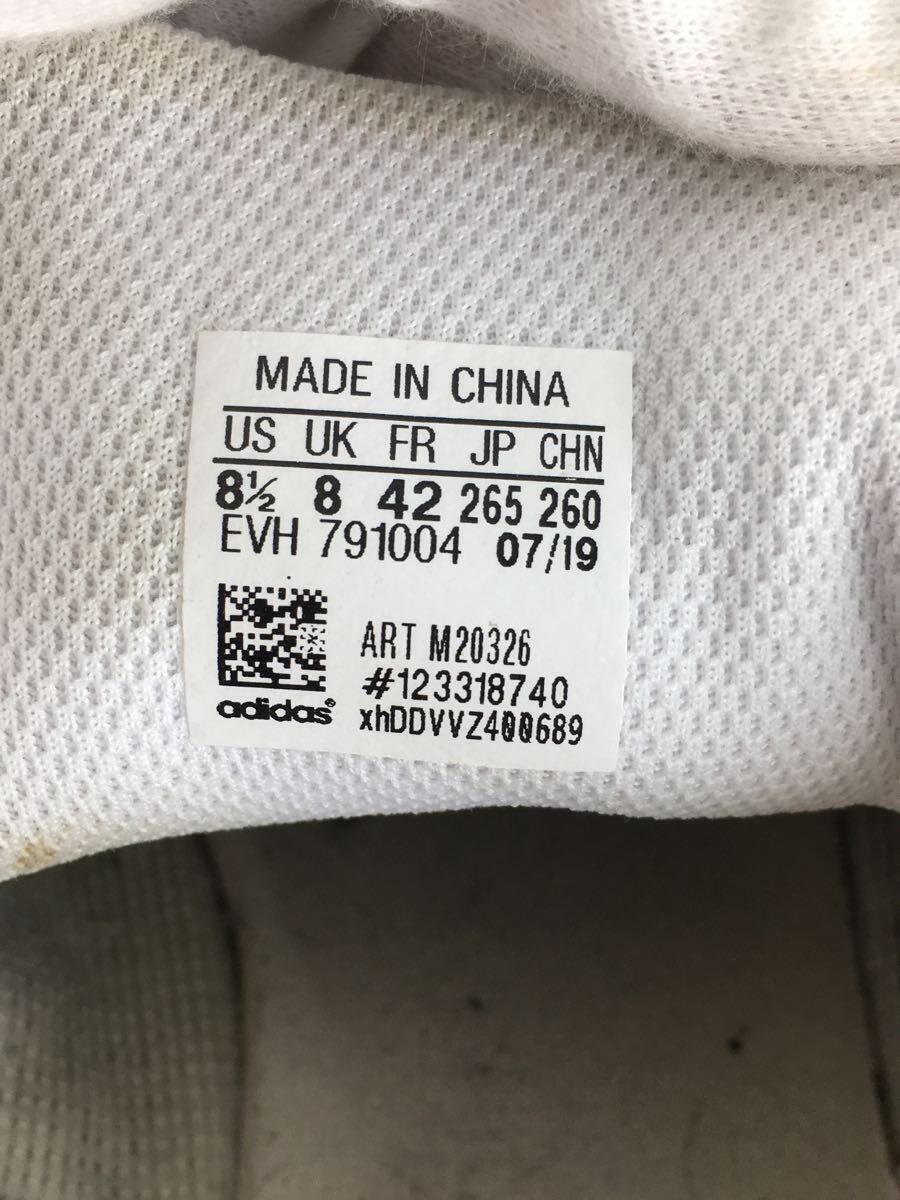 MADE IN CHINA
US UK FR JP CHN
8½ 8 42 265 260
EVH 791004 07/19
ART M20326
#123318740
adidas® xhDDVVZ400689